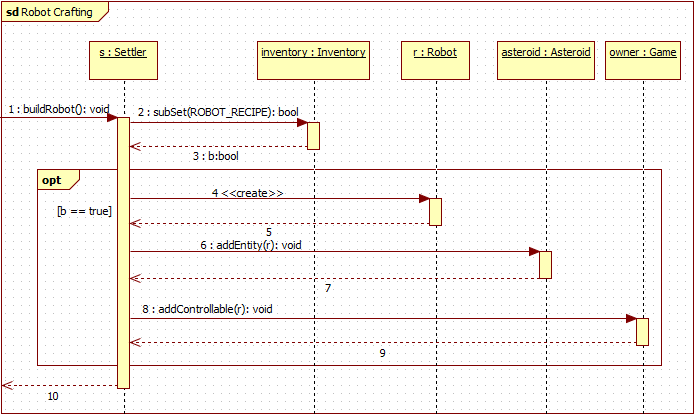 sd Robot Crafting
s : Settler
inventory : Inventory
r : Robot
asteroid : Asteroid
owner : Game
1 : buildRobot(): void
2 : subSet(ROBOT_RECIPE): bool
3 : b:bool
opt
[b == true]
4 <<create>>
5
6 : addEntity(r): void
7
8 : addControllable(r): void
9
10